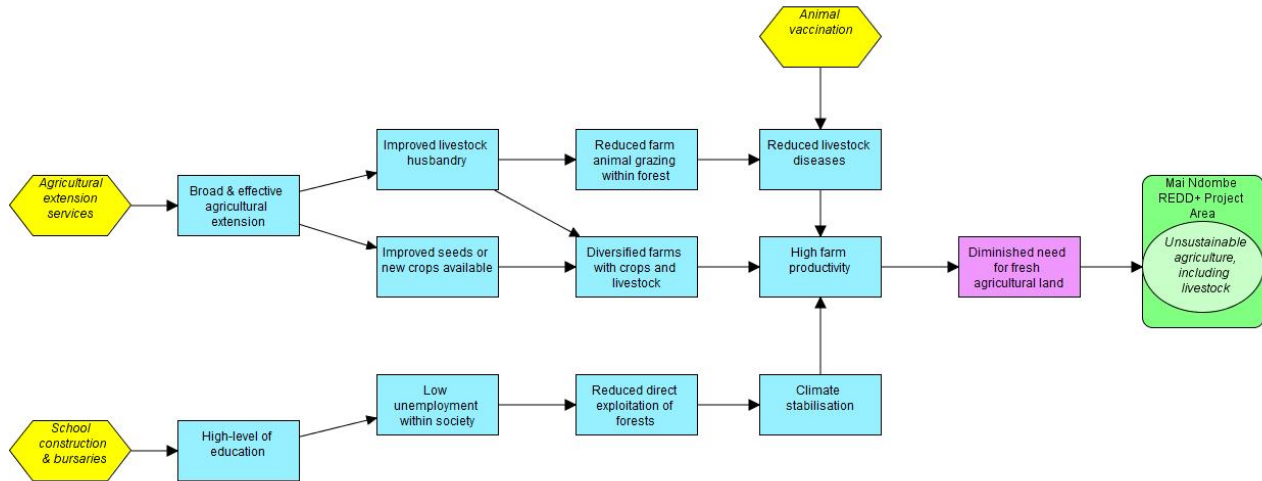 Animal
vaccination
Improved livestock
husbandry
Reduced farm
animal grazing
within forest
Reduced livestock
diseases
Agricultural
extension
services
Broad & effective
agricultural
extension
Mai Ndombe
REDD+ Project
Area
Unsustainable
agriculture,
including
livestock
Improved seeds or
new crops available
Diversified farms
with crops and
livestock
High farm
productivity
Diminished need
for fresh
agricultural land
Low
unemployment
within society
Reduced direct
exploitation of
forests
Climate
stabilisation
School
construction
& bursaries
High-level of
education